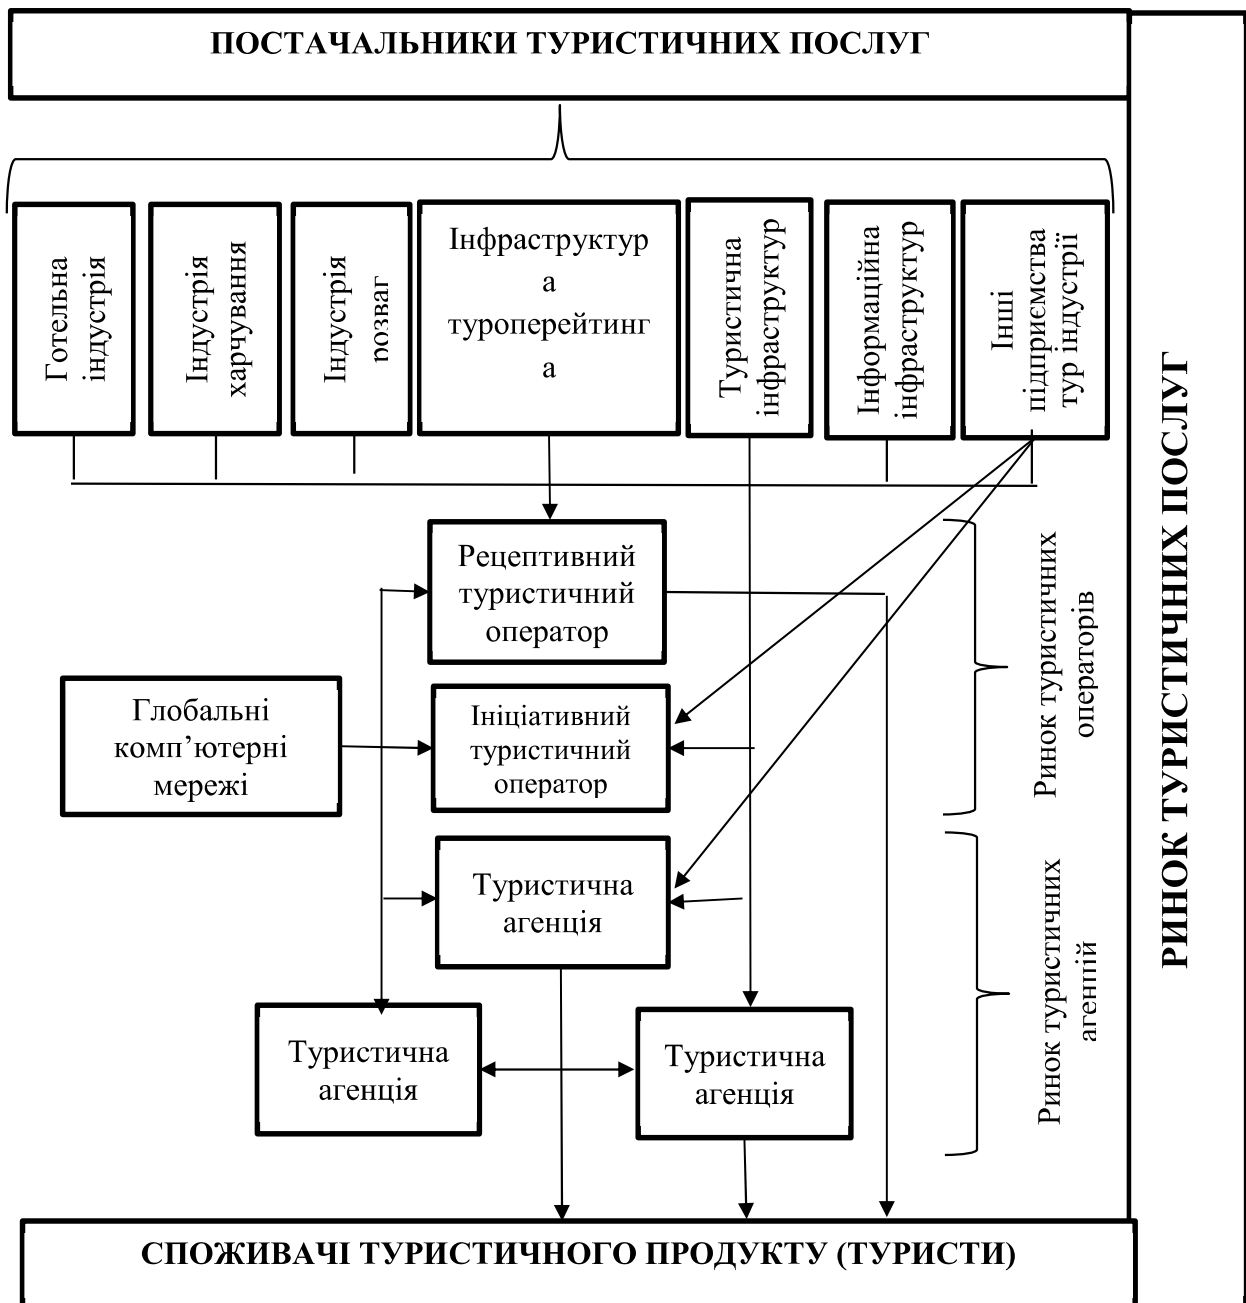 ПОСТАЧАЛЬНИКИ ТУРИСТИЧНИХ ПОСЛУГ
Готельна
індустрія
Індустрія
харчування
Індустрія
розваг
Інфраструктур
а
туроперейтинг
а
Туристична
інфраструктур
Інформаційна
інфраструктур
Інші
підприємства
тур індустрії
Рецептивний
туристичний
оператор
Глобальні
комп’ютерні
мережі
Ініціативний
туристичний
оператор
Ринок туристичних
операторів
Туристична
агенція
Туристична
агенція
Туристична
агенція
Ринок туристичних
агенцій
РИНОК ТУРИСТИЧНИХ ПОСЛУГ
СПОЖИВАЧІ ТУРИСТИЧНОГО ПРОДУКТУ (ТУРИСТИ)